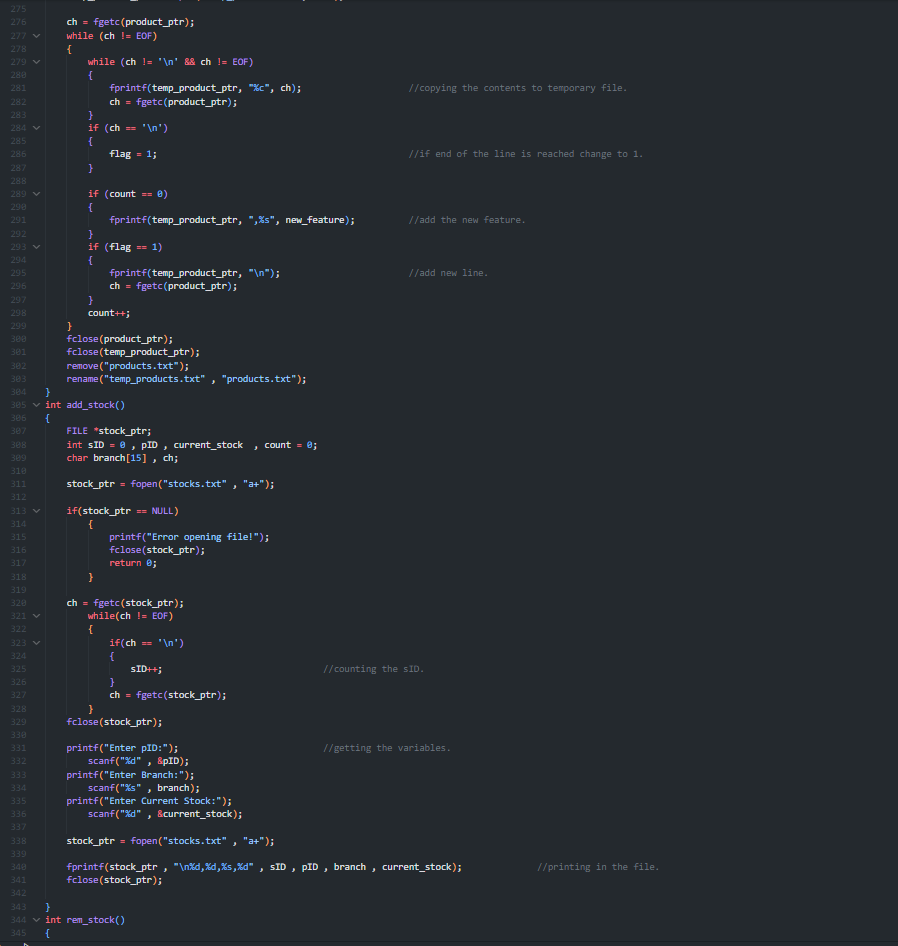 275
276 ch = fgetc(product_ptr);
277 while (ch != EOF)
278 {
279 while (ch != '\n' && ch != EOF)
280 {
281 fprintf(temp_product_ptr, "%c", ch); //copying the contents to temporary file.
282 ch = fgetc(product_ptr);
283 }
284 if (ch == '\n')
285 {
286 flag = 1; //if end of the line is reached change to 1.
287 }
288
289 if (count == 0)
290 {
291 fprintf(temp_product_ptr, ",%s", new_feature); //add the new feature.
292 }
293 if (flag == 1)
294 {
295 fprintf(temp_product_ptr, "\n"); //add new line.
296 ch = fgetc(product_ptr);
297 }
298 count++;
299 }
300 fclose(product_ptr);
301 fclose(temp_product_ptr);
302 remove("products.txt");
303 rename("temp_products.txt" , "products.txt");
304 }
305 int add_stock()
306 {
307 FILE *stock_ptr;
308 int sID = 0 , pID , current_stock  , count = 0;
309 char branch[15] , ch;
310
311 stock_ptr = fopen("stocks.txt" , "a+");
312
313 if(stock_ptr == NULL)
314 {
315 printf("Error opening file!");
316 fclose(stock_ptr);
317 return 0;
318 }
319
320 ch = fgetc(stock_ptr);
321 while(ch != EOF)
322 {
323 if(ch == '\n')
324 {
325 sID++; //counting the sID.
326 }
327 ch = fgetc(stock_ptr);
328 }
329 fclose(stock_ptr);
330
331 printf("Enter pID:"); //getting the variables.
332 scanf("%d" , &pID);
333 printf("Enter Branch:");
334 scanf("%s" , branch);
335 printf("Enter Current Stock:");
336 scanf("%d" , &current_stock);
337
338 stock_ptr = fopen("stocks.txt" , "a+");
339
340 fprintf(stock_ptr , "\n%d,%d,%s,%d" , sID , pID , branch , current_stock); //printing in the file.
341 fclose(stock_ptr);
342
343 }
344 int rem_stock()
345 {